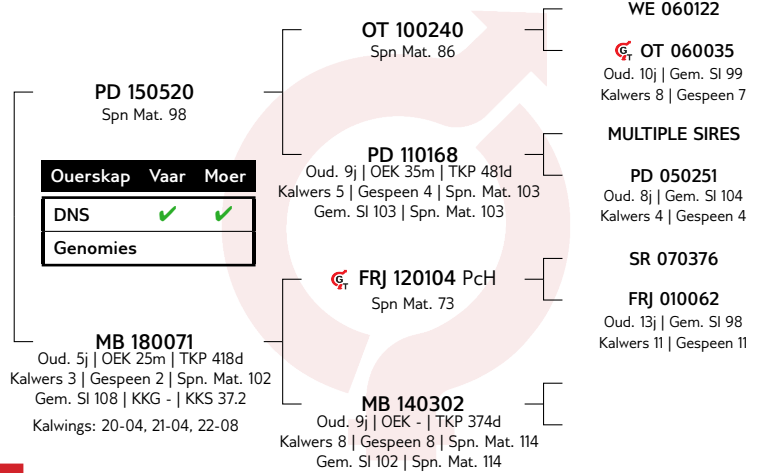 WE 060122
OT 100240
Spn Mat. 86
GT OT 060035
Oud. 10j | Gem. SI 99
Kalwers 8 | Gespeen 7
PD 150520
Spn Mat. 98
MULTIPLE SIRES
PD 110168
Oud. 9j | OEK 35m | TKP 481d
Kalwers 5 | Gespeen 4 | Spn. Mat. 103
Gem. SI 103 | Spn. Mat. 103
PD 050251
Oud. 8j | Gem. SI 104
Kalwers 4 | Gespeen 4
Ouerskap Vaar Moer
DNS ✔ ✔
Genomies
SR 070376
GT FRJ 120104 PcH
Spn Mat. 73
FRJ 010062
Oud. 13j | Gem. SI 98
Kalwers 11 | Gespeen 11
MB 180071
Oud. 5j | OEK 25m | TKP 418d
Kalwers 3 | Gespeen 2 | Spn. Mat. 102
Gem. SI 108 | KKG - | KKS 37.2
Kalwings: 20-04, 21-04, 22-08
MB 140302
Oud. 9j | OEK - | TKP 374d
Kalwers 8 | Gespeen 8 | Spn. Mat. 114
Gem. SI 102 | Spn. Mat. 114